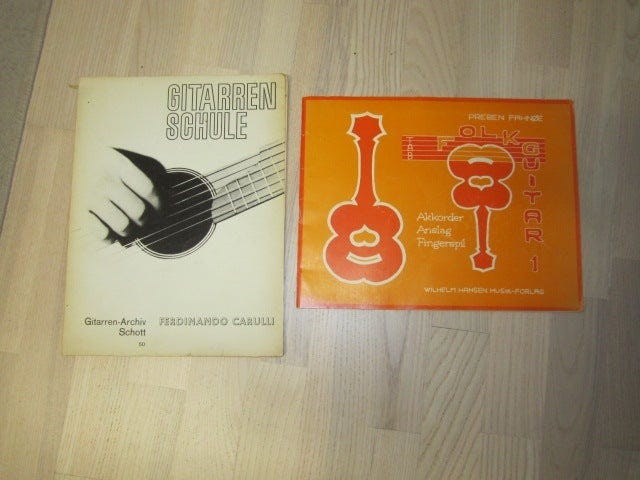 GITARREN
SCHULE
Gitarren-Archiv
Schott
50
FERDINANDO CARULLI
PREBEN FAHNØE
TAB
FOLK
GUITAR 1
Akkorder
Anslag
Fingerspil
WILHELM HANSEN MUSIK-FORLAG